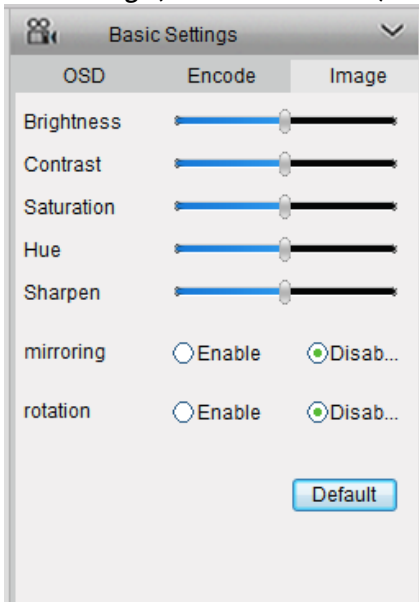 Basic Settings
OSD Encode Image
Brightness
Contrast
Saturation
Hue
Sharpen
mirroring Enable Disab...
rotation Enable Disab...
Default